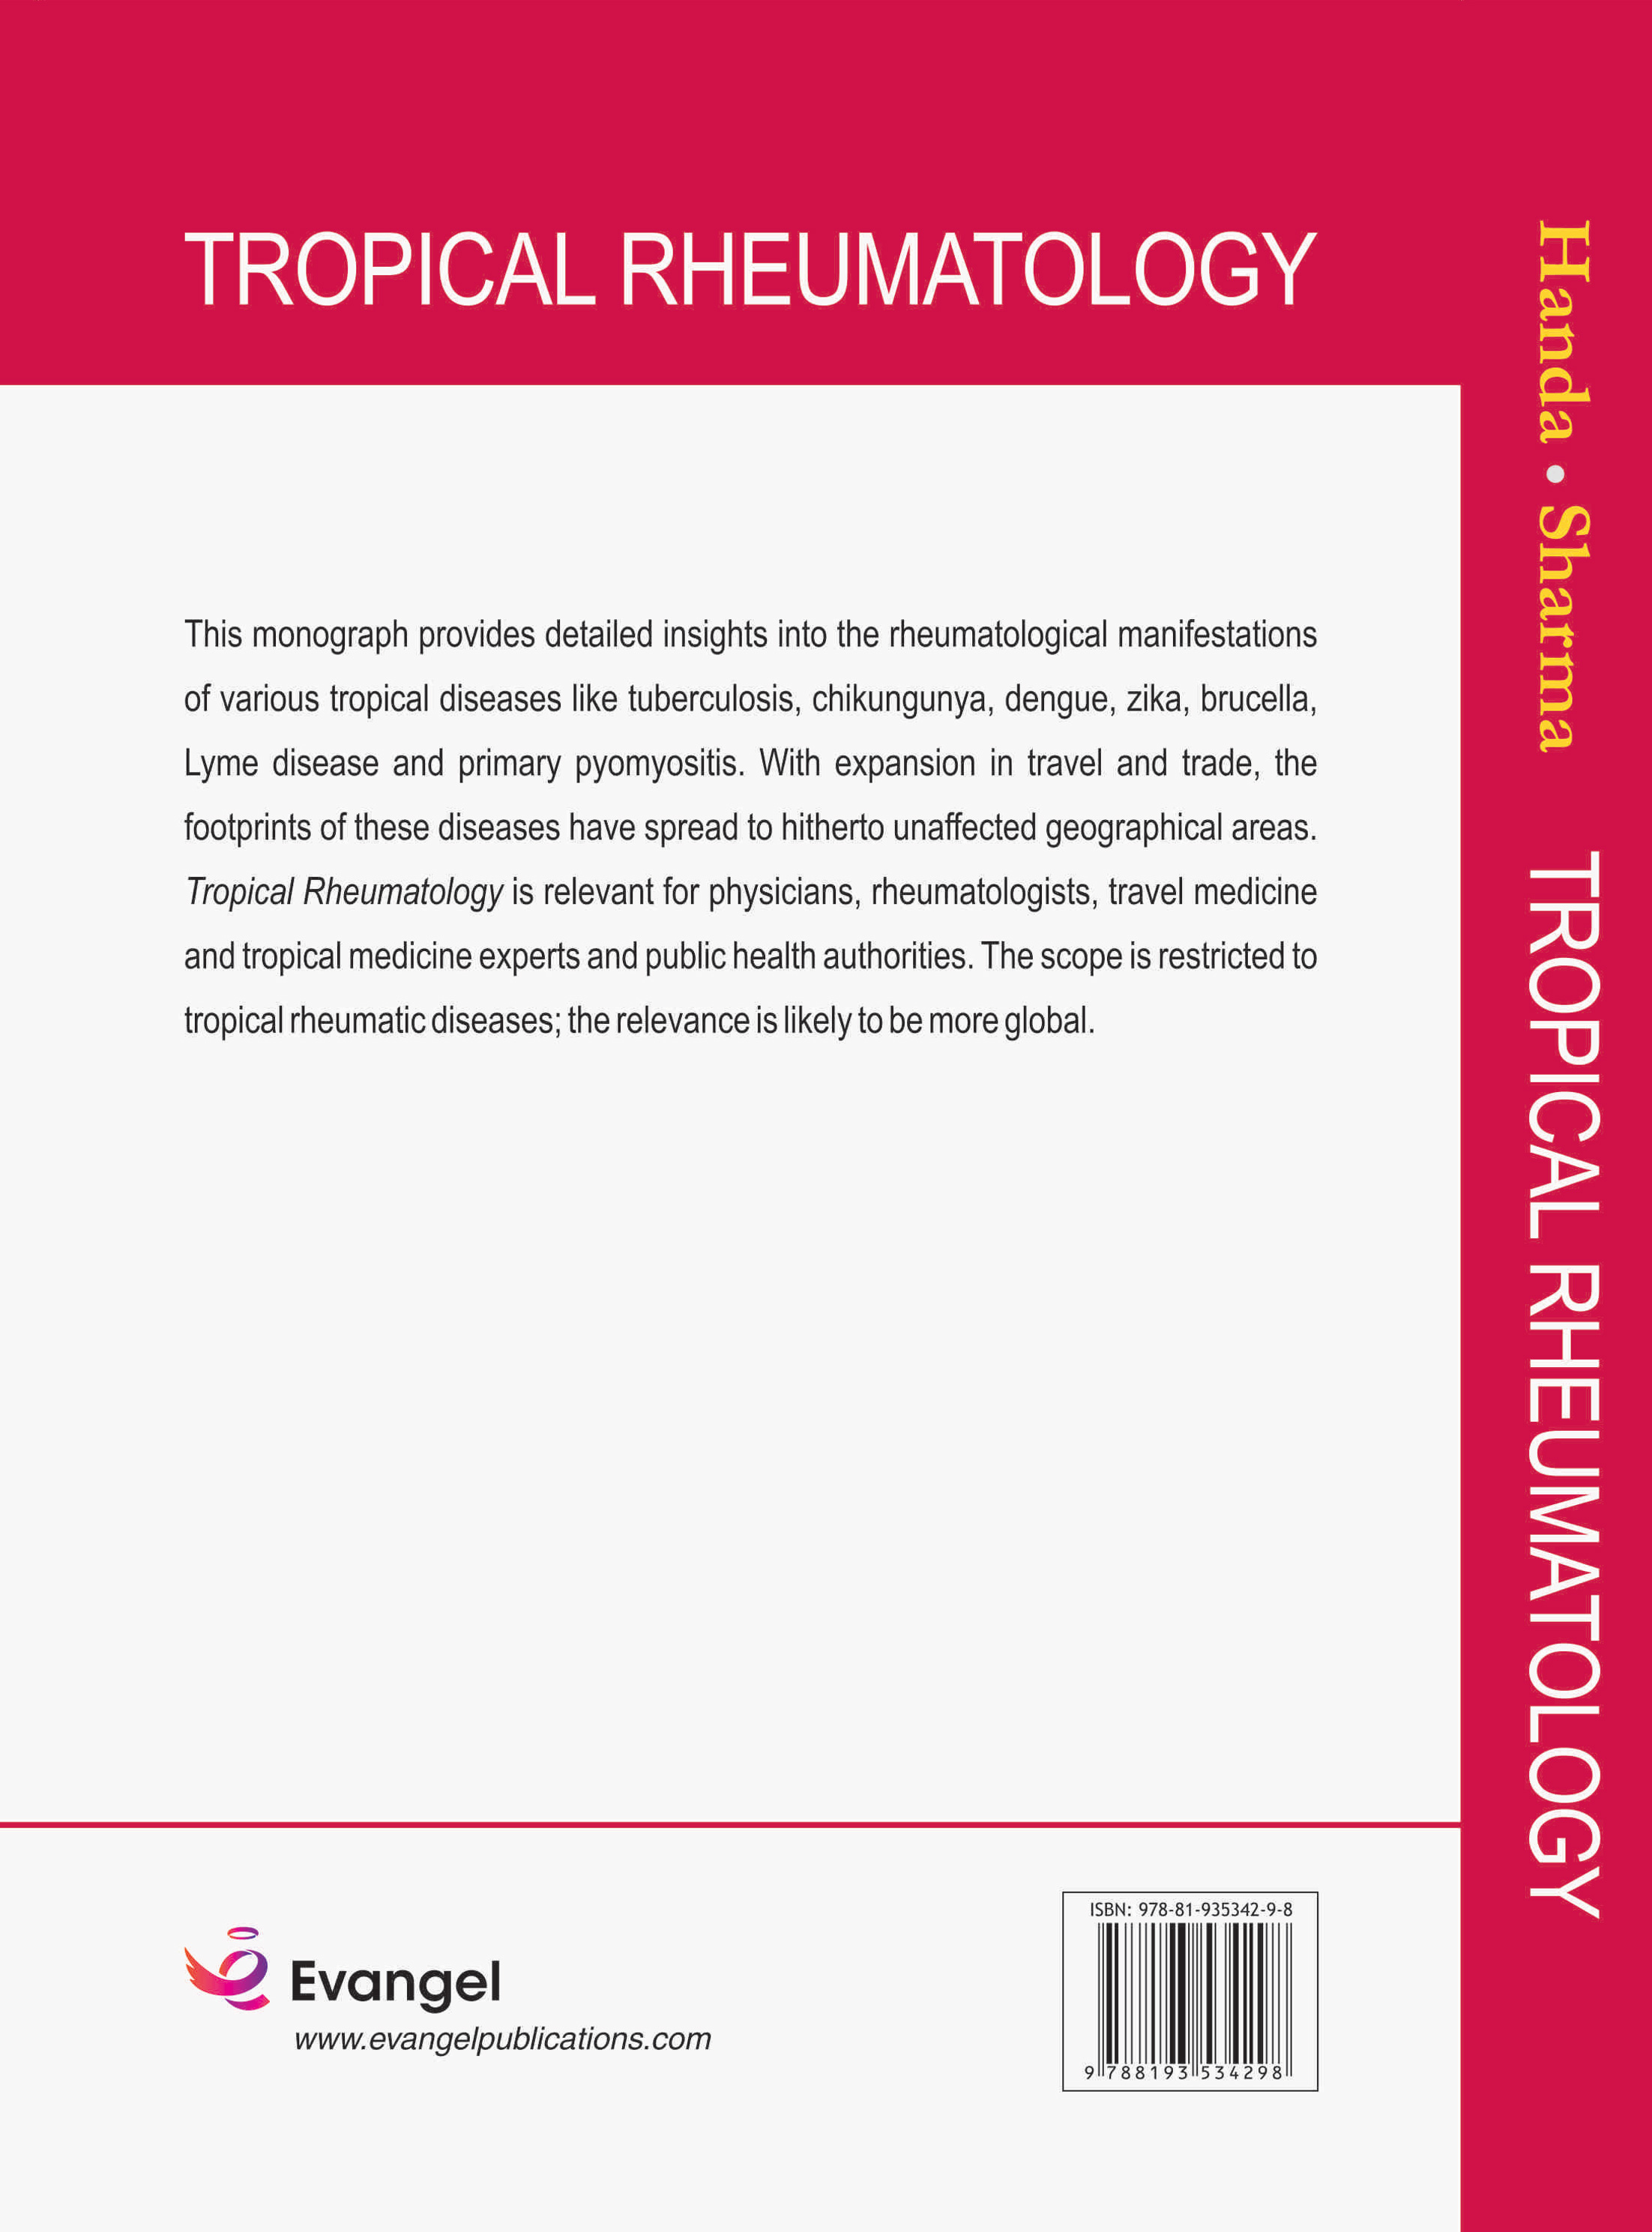 TROPICAL RHEUMATOLOGY
This monograph provides detailed insights into the rheumatological manifestations
of various tropical diseases like tuberculosis, chikungunya, dengue, zika, brucella,
Lyme disease and primary pyomyositis. With expansion in travel and trade, the
footprints of these diseases have spread to hitherto unaffected geographical areas.
Tropical Rheumatology is relevant for physicians, rheumatologists, travel medicine
and tropical medicine experts and public health authorities. The scope is restricted to
tropical rheumatic diseases; the relevance is likely to be more global.
Evangel
www.evangelpublications.com
ISBN: 978-81-935342-9-8
9 788193 534298
Handa • Sharma TROPICAL RHEUMATOLOGY